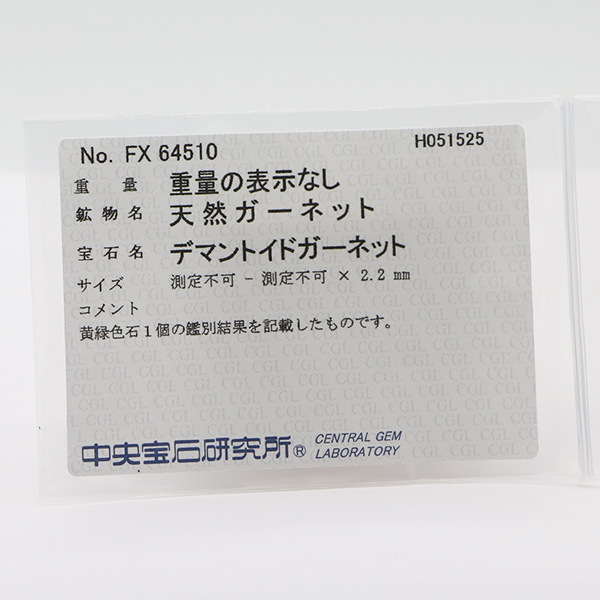 No. FX 64510 H051525
重量 重量の表示なし
鉱物名 天然ガーネット
宝石名 デマントイドガーネット
サイズ 測定不可 - 測定不可 × 2.2 mm
コメント
黄緑色石１個の鑑別結果を記載したものです。
中央宝石研究所® CENTRAL GEM
LABORATORY